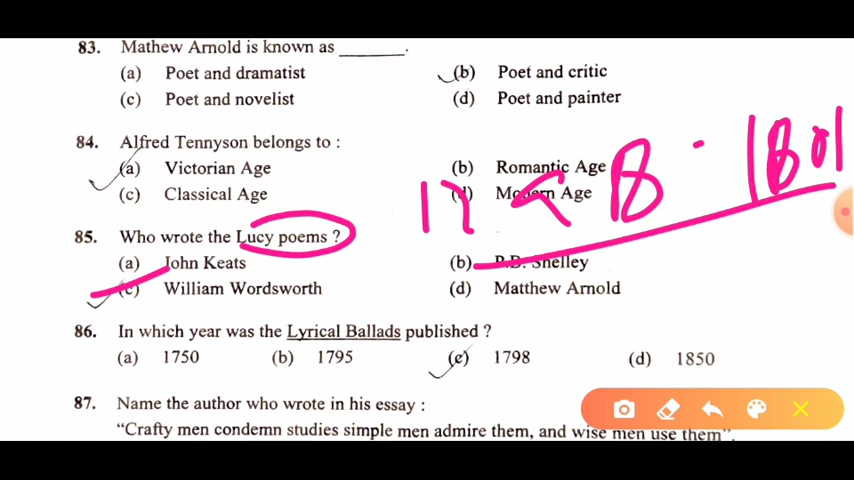 83. Mathew Arnold is known as ______.
(a) Poet and dramatist (b) Poet and critic
(c) Poet and novelist (d) Poet and painter
84. Alfred Tennyson belongs to :
(a) Victorian Age (b) Romantic Age
(c) Classical Age (d) Modern Age
1798 - 1801
85. Who wrote the Lucy poems ?
(a) John Keats (b) P.B. Shelley
(c) William Wordsworth (d) Matthew Arnold
86. In which year was the Lyrical Ballads published ?
(a) 1750 (b) 1795 (c) 1798 (d) 1850
87. Name the author who wrote in his essay :
“Crafty men condemn studies simple men admire them, and wise men use them”.